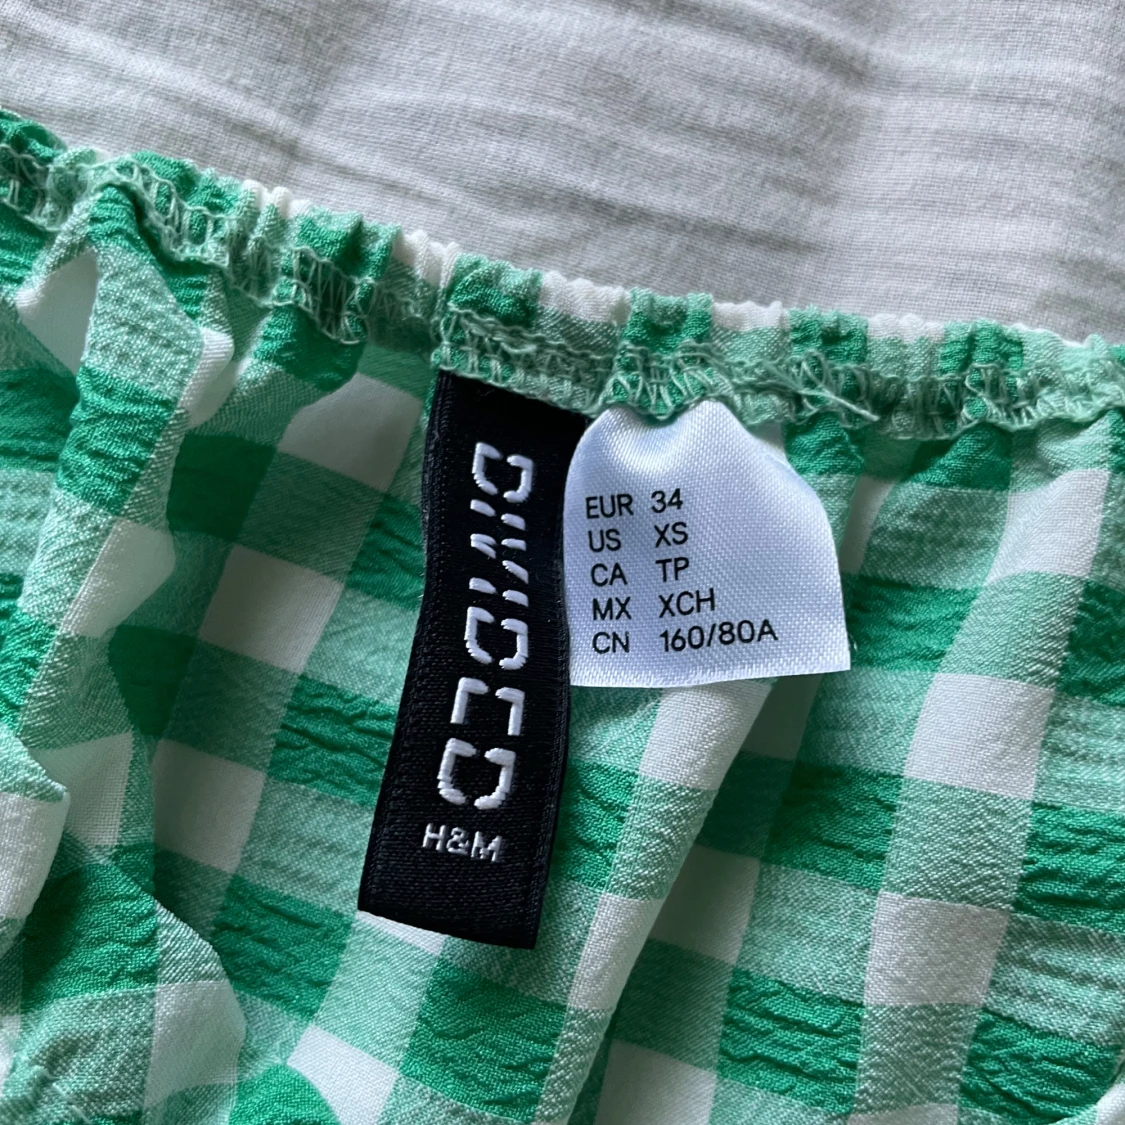 DIVIDED
H&M
EUR 34
US XS
CA TP
MX XCH
CN 160/80A